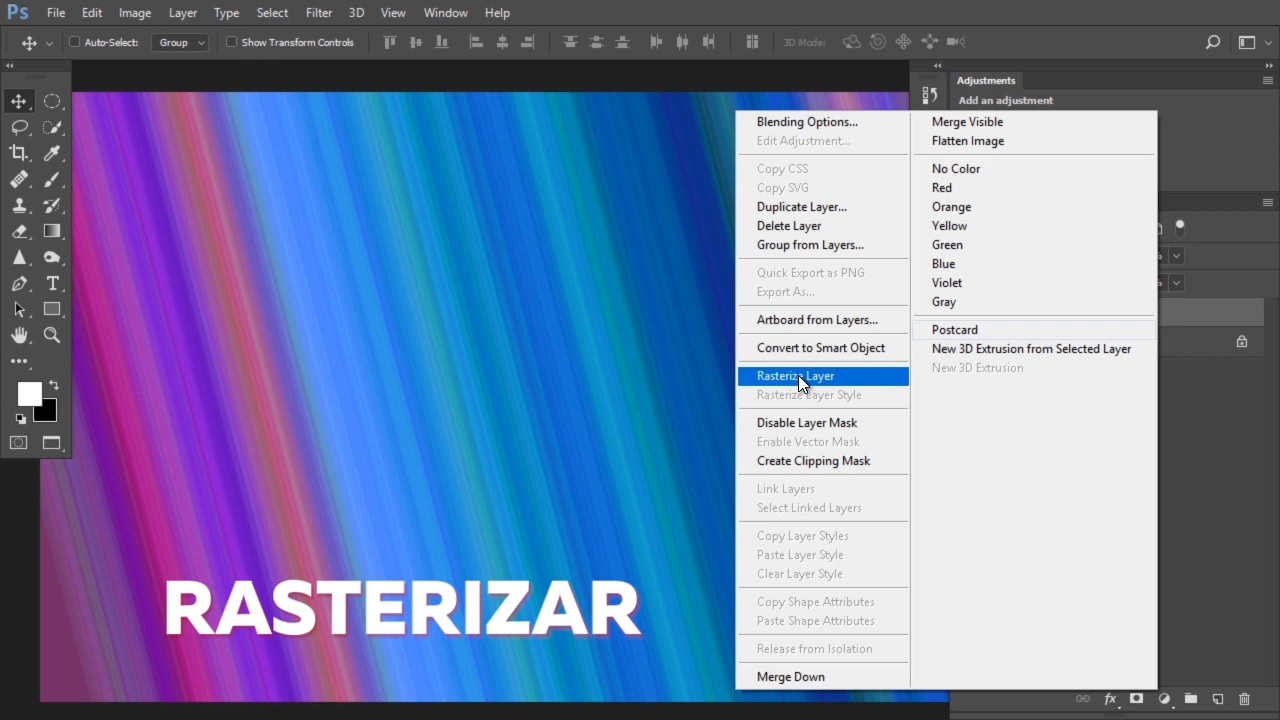 Ps File Edit Image Layer Type Select Filter 3D View Window Help
Auto-Select: Group Show Transform Controls 3D Mode:
Adjustments
Add an adjustment
Blending Options...
Edit Adjustment...
Copy CSS
Copy SVG
Duplicate Layer...
Delete Layer
Group from Layers...
Quick Export as PNG
Export As...
Artboard from Layers...
Convert to Smart Object
Rasterize Layer
Rasterize Layer Style
Disable Layer Mask
Enable Vector Mask
Create Clipping Mask
Link Layers
Select Linked Layers
Copy Layer Styles
Paste Layer Style
Clear Layer Style
Copy Shape Attributes
Paste Shape Attributes
Release from Isolation
Merge Down
Merge Visible
Flatten Image
No Color
Red
Orange
Yellow
Green
Blue
Violet
Gray
Postcard
New 3D Extrusion from Selected Layer
New 3D Extrusion
RASTERIZAR
fx